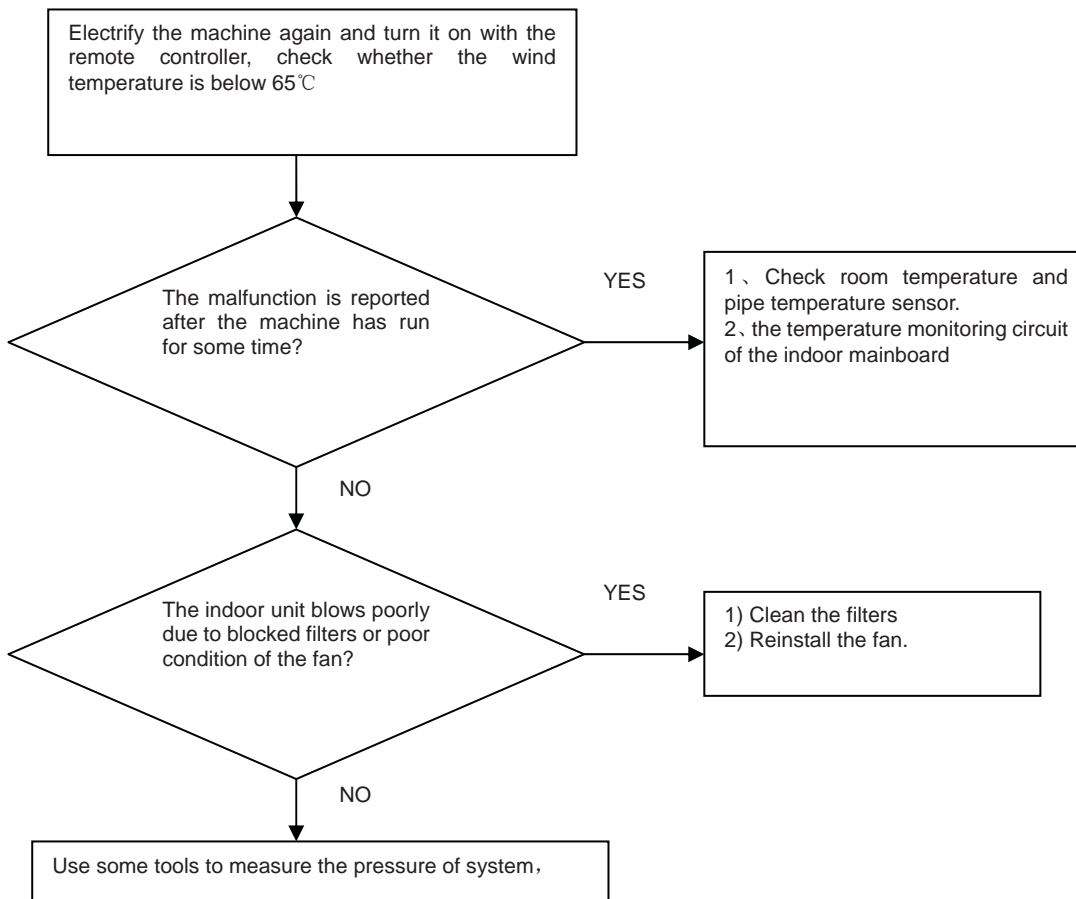 Electrify the machine again and turn it on with the
remote controller, check whether the wind
temperature is below 65℃
The malfunction is reported
after the machine has run
for some time?
YES
1、Check room temperature and
pipe temperature sensor.
2、the temperature monitoring circuit
of the indoor mainboard
NO
The indoor unit blows poorly
due to blocked filters or poor
condition of the fan?
YES
1) Clean the filters
2) Reinstall the fan.
NO
Use some tools to measure the pressure of system，